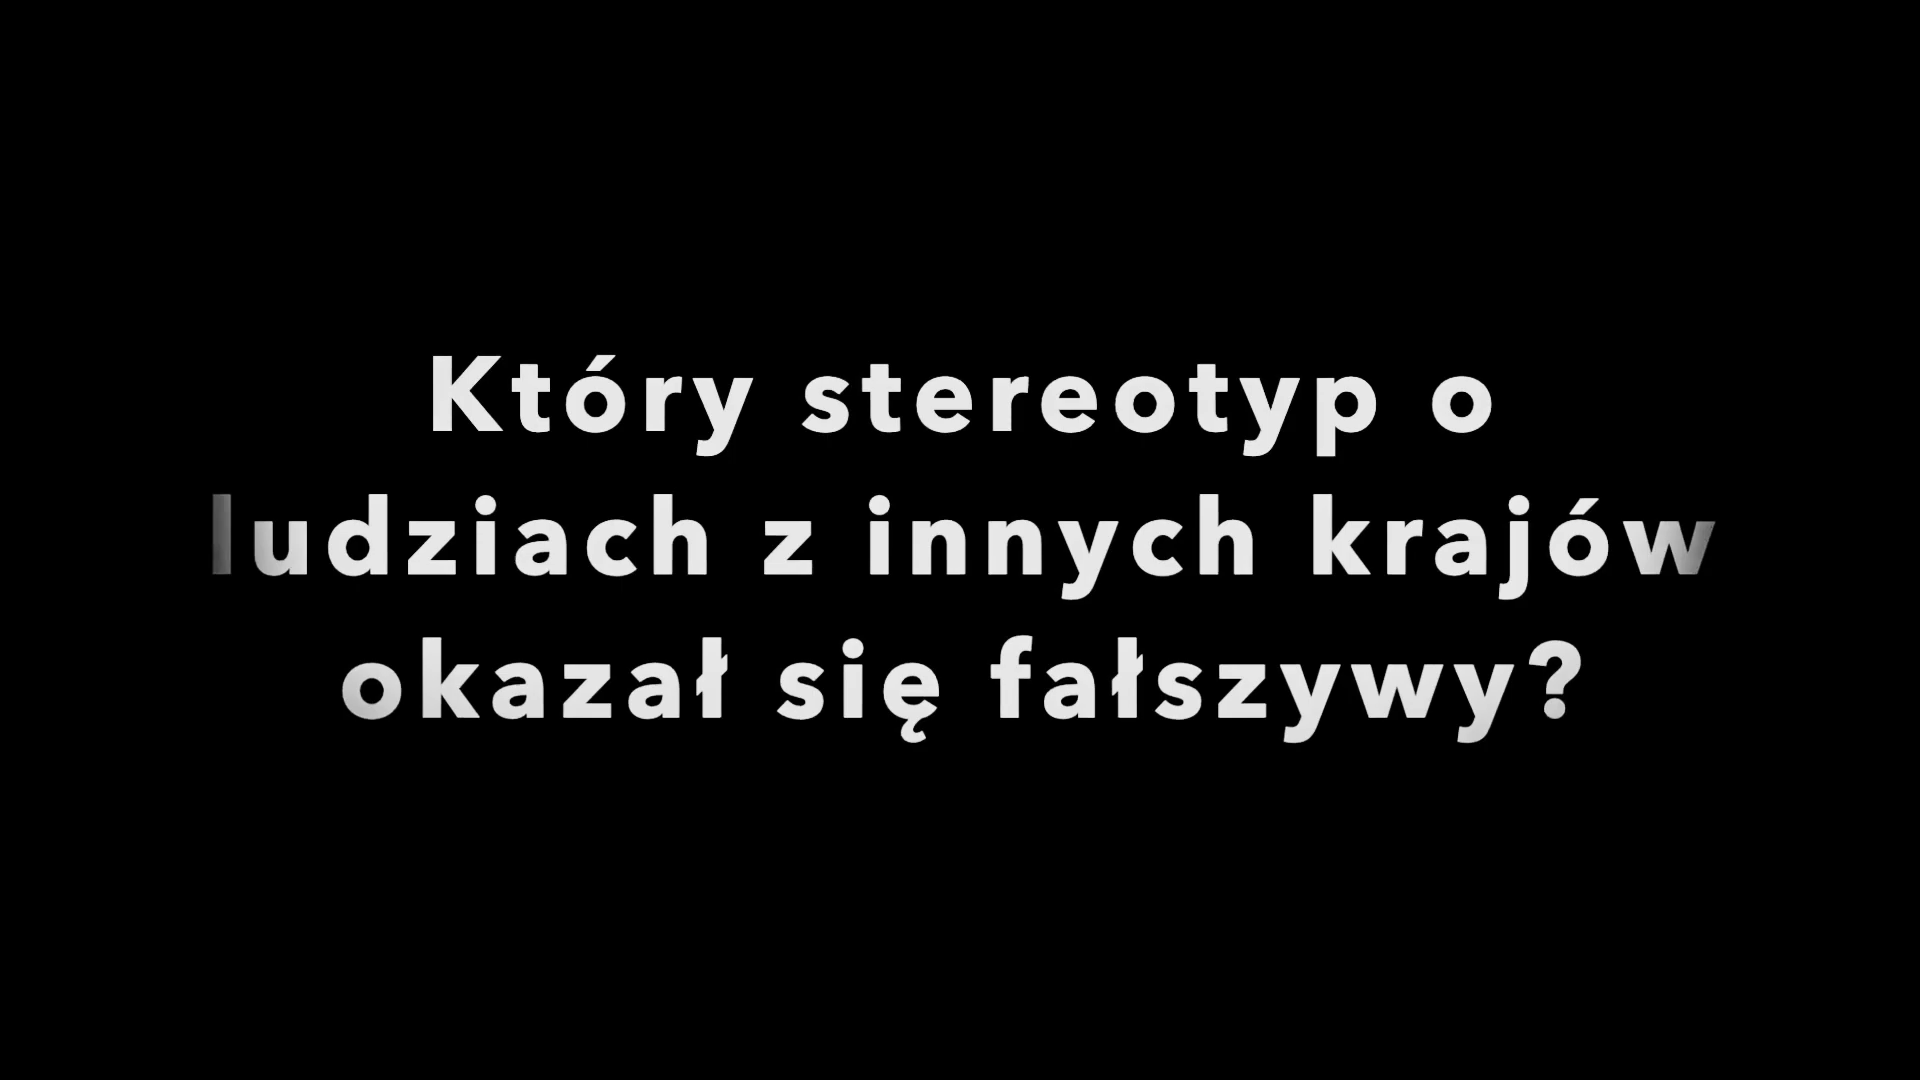 Który stereotyp o
ludziach z innych krajów
okazał się fałszywy?